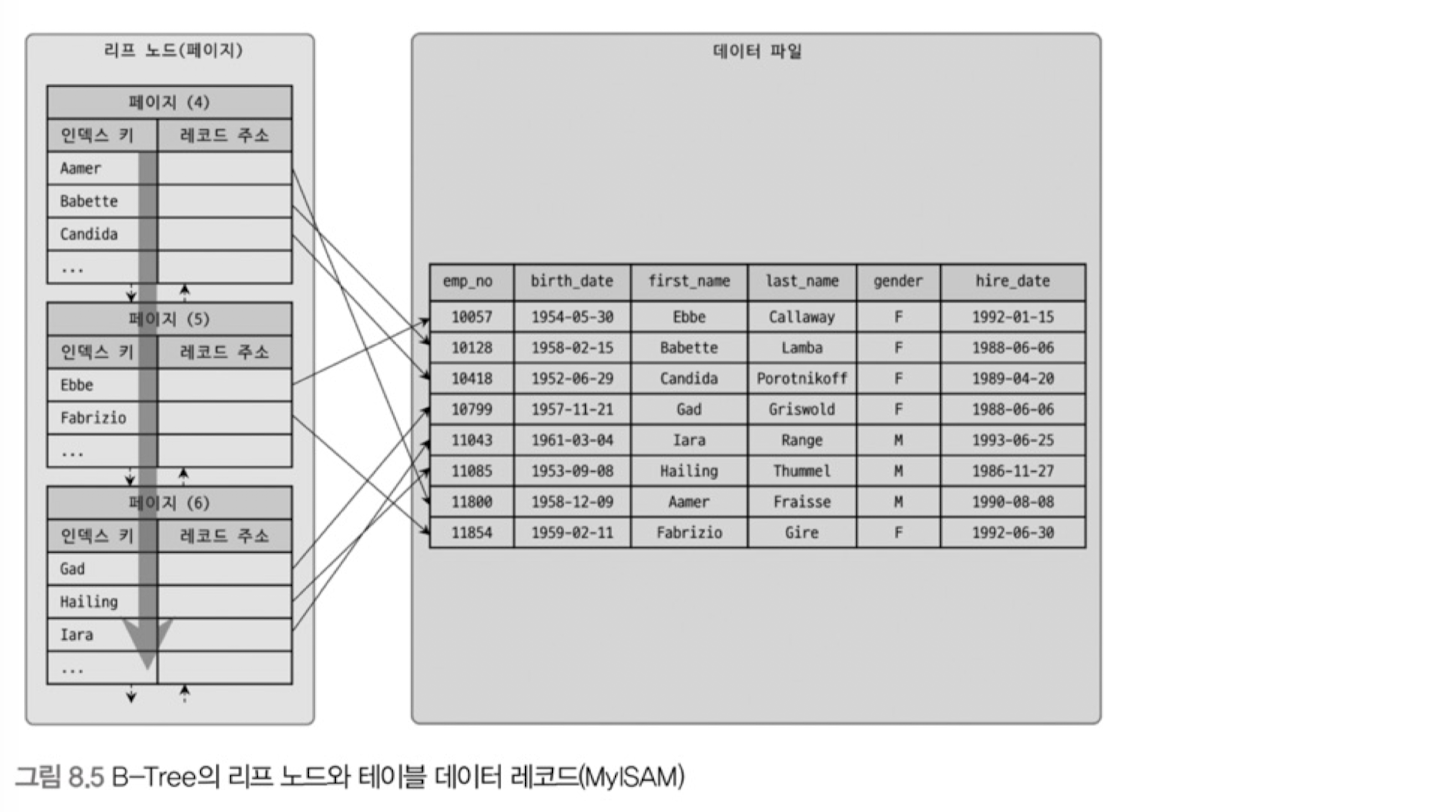 리프 노드(페이지)
페이지 (4)
인덱스 키 레코드 주소
Aamer
Babette
Candida
...
페이지 (5)
인덱스 키 레코드 주소
Ebbe
Fabrizio
...
페이지 (6)
인덱스 키 레코드 주소
Gad
Hailing
Iara
...
데이터 파일
emp_no birth_date first_name last_name gender hire_date
10057 1954-05-30 Ebbe Callaway F 1992-01-15
10128 1958-02-15 Babette Lamba F 1988-06-06
10418 1952-06-29 Candida Porotnikoff F 1989-04-20
10799 1957-11-21 Gad Griswold F 1988-06-06
11043 1961-03-04 Iara Range M 1993-06-25
11085 1953-09-08 Hailing Thummel M 1986-11-27
11800 1958-12-09 Aamer Fraisse M 1990-08-08
11854 1959-02-11 Fabrizio Gire F 1992-06-30
그림 8.5 B-Tree의 리프 노드와 테이블 데이터 레코드(MyISAM)